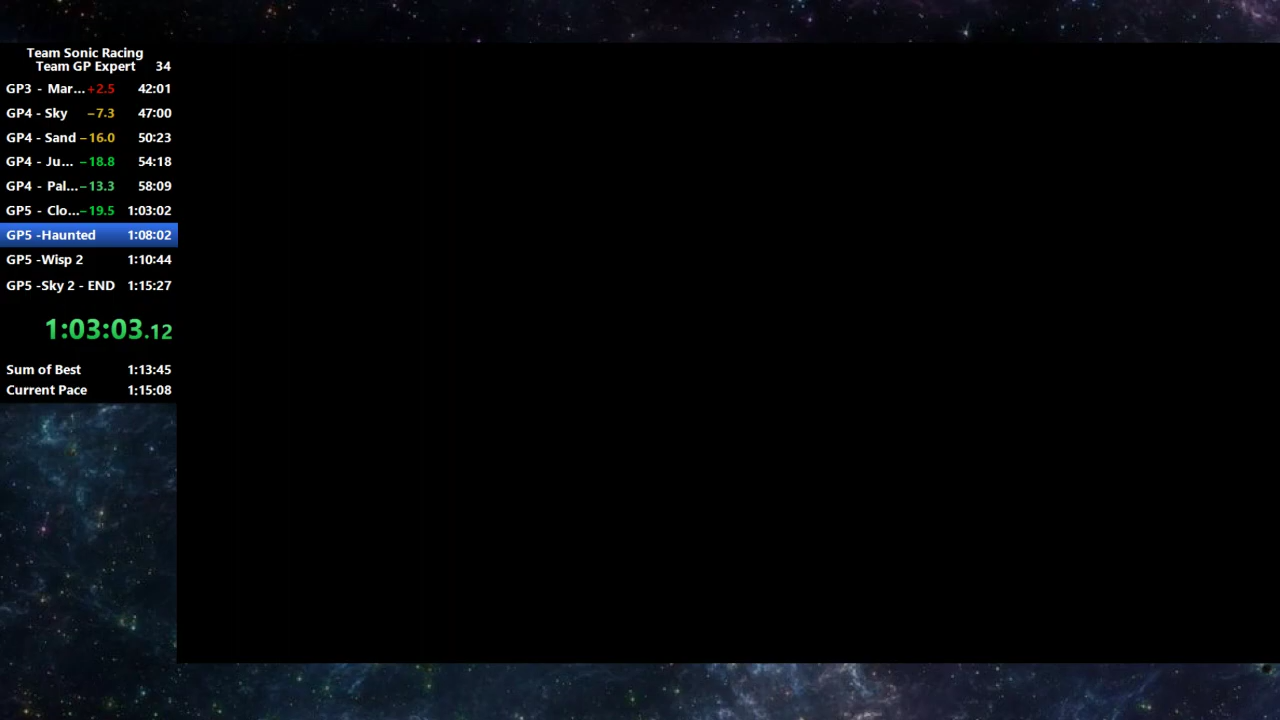 Team Sonic Racing
Team GP Expert 34
GP3 - Mar... +2.5 42:01
GP4 - Sky −7.3 47:00
GP4 - Sand −16.0 50:23
GP4 - Ju... −18.8 54:18
GP4 - Pal... −13.3 58:09
GP5 - Clo... −19.5 1:03:02
GP5 -Haunted 1:08:02
GP5 -Wisp 2 1:10:44
GP5 -Sky 2 - END 1:15:27
1:03:03.12
Sum of Best 1:13:45
Current Pace 1:15:08